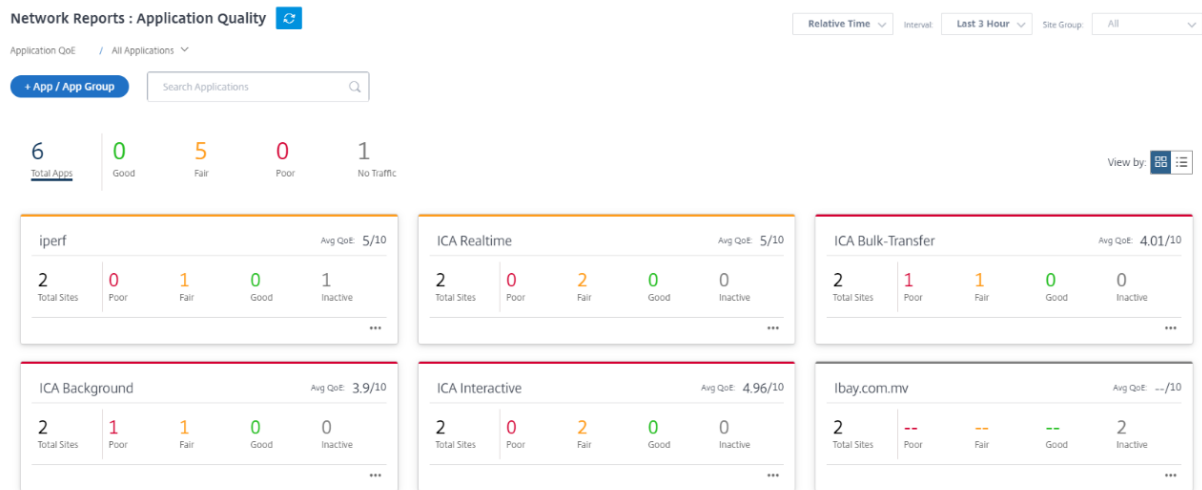 Network Reports : Application Quality
Relative Time Interval: Last 3 Hour Site Group: All
Application QoE / All Applications
+ App / App Group Search Applications
6 0 5 0 1
Total Apps Good Fair Poor No Traffic
View by:
iperf Avg QoE: 5/10
2 0 1 0 1
Total Sites Poor Fair Good Inactive
...
ICA Realtime Avg QoE: 5/10
2 0 2 0 0
Total Sites Poor Fair Good Inactive
...
ICA Bulk-Transfer Avg QoE: 4.01/10
2 1 1 0 0
Total Sites Poor Fair Good Inactive
...
ICA Background Avg QoE: 3.9/10
2 1 1 0 0
Total Sites Poor Fair Good Inactive
...
ICA Interactive Avg QoE: 4.96/10
2 0 2 0 0
Total Sites Poor Fair Good Inactive
...
Ibay.com.mv Avg QoE: --/10
2 -- -- -- 2
Total Sites Poor Fair Good Inactive
...